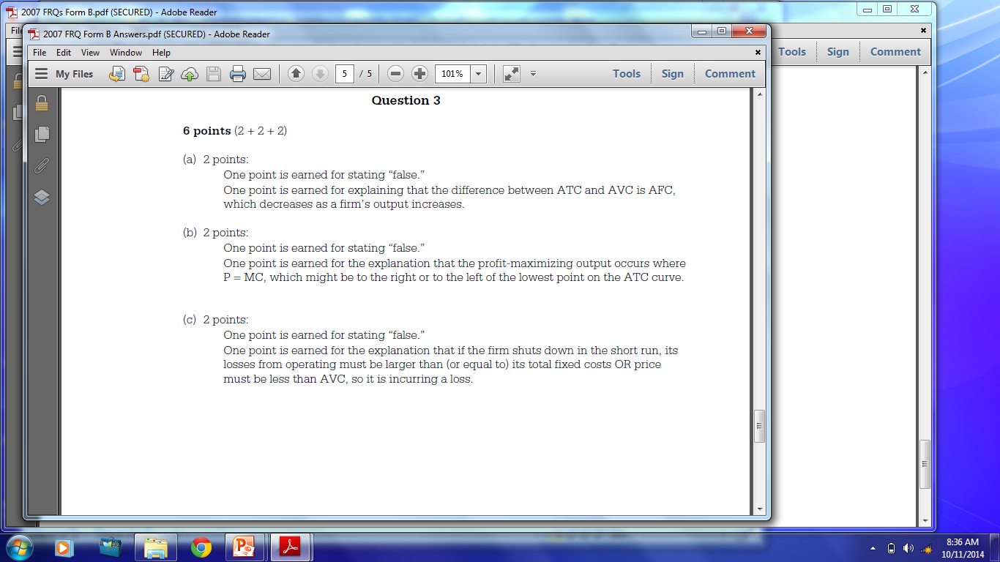 2007 FRQs Form B.pdf (SECURED) - Adobe Reader
2007 FRQ Form B Answers.pdf (SECURED) - Adobe Reader
File Edit View Window Help
My Files 5 / 5 101% Tools Sign Comment
Tools Sign Comment
Question 3
6 points (2 + 2 + 2)
(a) 2 points:
One point is earned for stating “false.”
One point is earned for explaining that the difference between ATC and AVC is AFC,
which decreases as a firm’s output increases.
(b) 2 points:
One point is earned for stating “false.”
One point is earned for the explanation that the profit-maximizing output occurs where
P = MC, which might be to the right or to the left of the lowest point on the ATC curve.
(c) 2 points:
One point is earned for stating “false.”
One point is earned for the explanation that if the firm shuts down in the short run, its
losses from operating must be larger than (or equal to) its total fixed costs OR price
must be less than AVC, so it is incurring a loss.
8:36 AM
10/11/2014